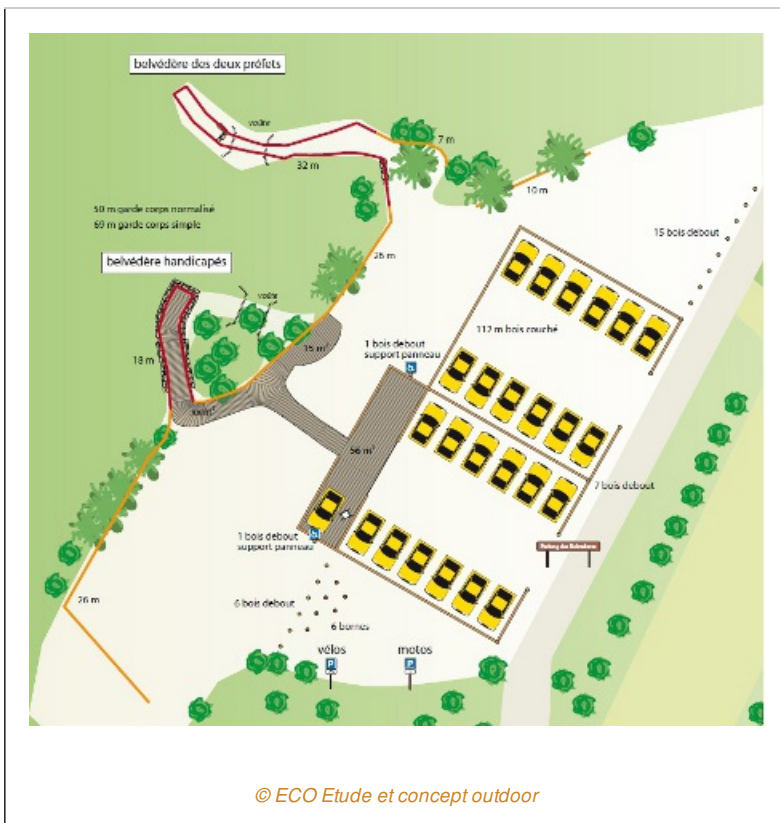 belvédère des deux préfets
voûte
7 m
32 m
10 m
50 m garde corps normalisé
69 m garde corps simple
15 bois debout
26 m
belvédère handicapés
voûte
112 m bois couché
1 bois debout
support panneau
15 m²
18 m
56 m²
7 bois debout
1 bois debout
support panneau
26 m
6 bois debout
6 bornes
vélos
motos
P
P
© ECO Etude et concept outdoor